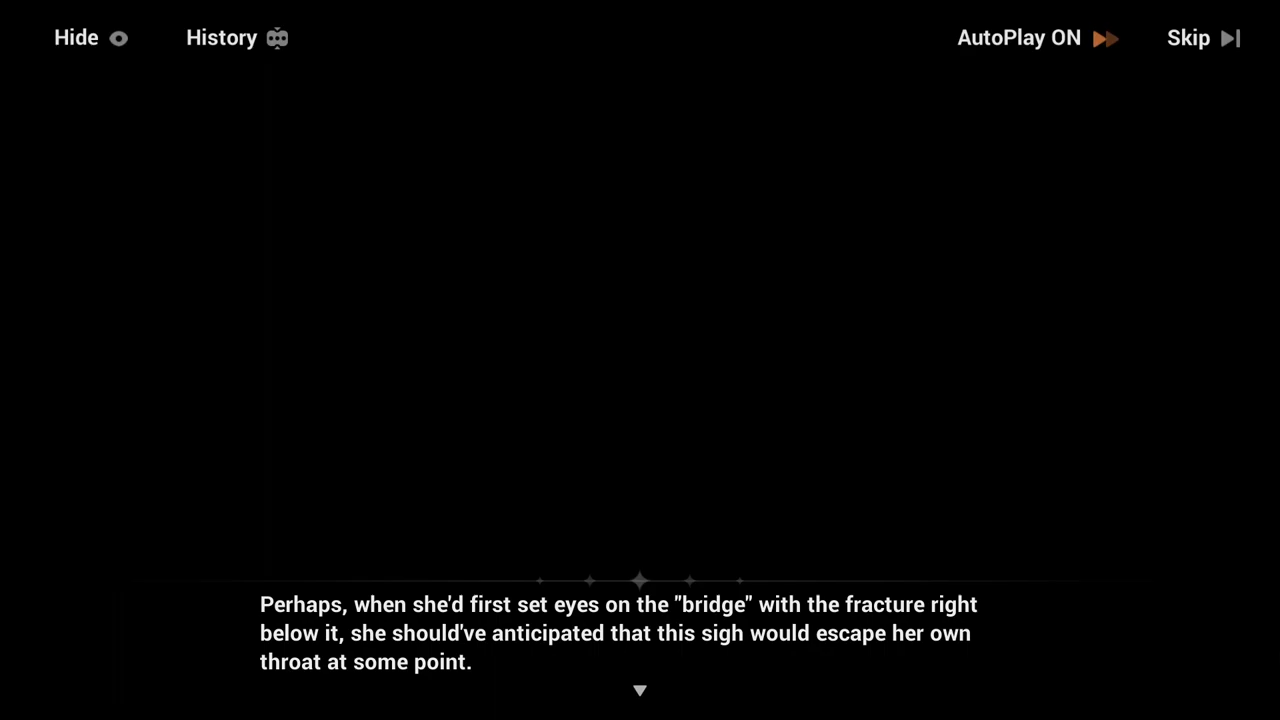 Hide
History
AutoPlay ON
Skip
Perhaps, when she'd first set eyes on the "bridge" with the fracture right
below it, she should've anticipated that this sigh would escape her own
throat at some point.